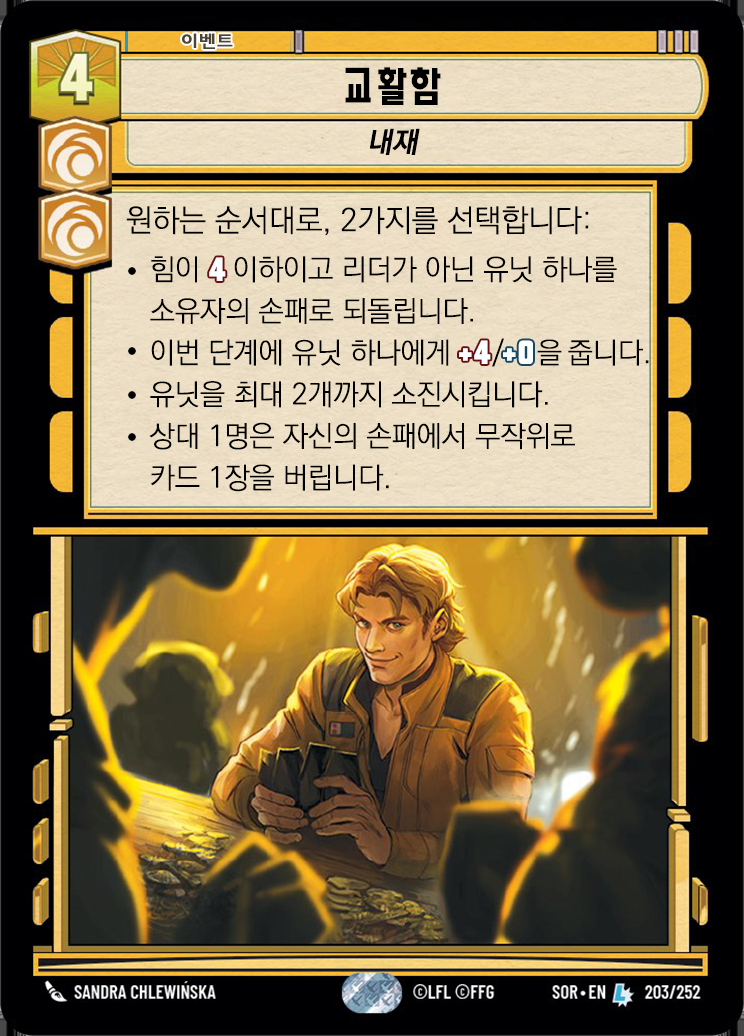 이벤트
4
교활함
내재
원하는 순서대로, 2가지를 선택합니다:
• 힘이 4 이하이고 리더가 아닌 유닛 하나를
소유자의 손패로 되돌립니다.
• 이번 단계에 유닛 하나에게 +4/+0을 줍니다.
• 유닛을 최대 2개까지 소진시킵니다.
• 상대 1명은 자신의 손패에서 무작위로
카드 1장을 버립니다.
SANDRA CHLEWIŃSKA ©LFL ©FFG SOR • EN L 203/252